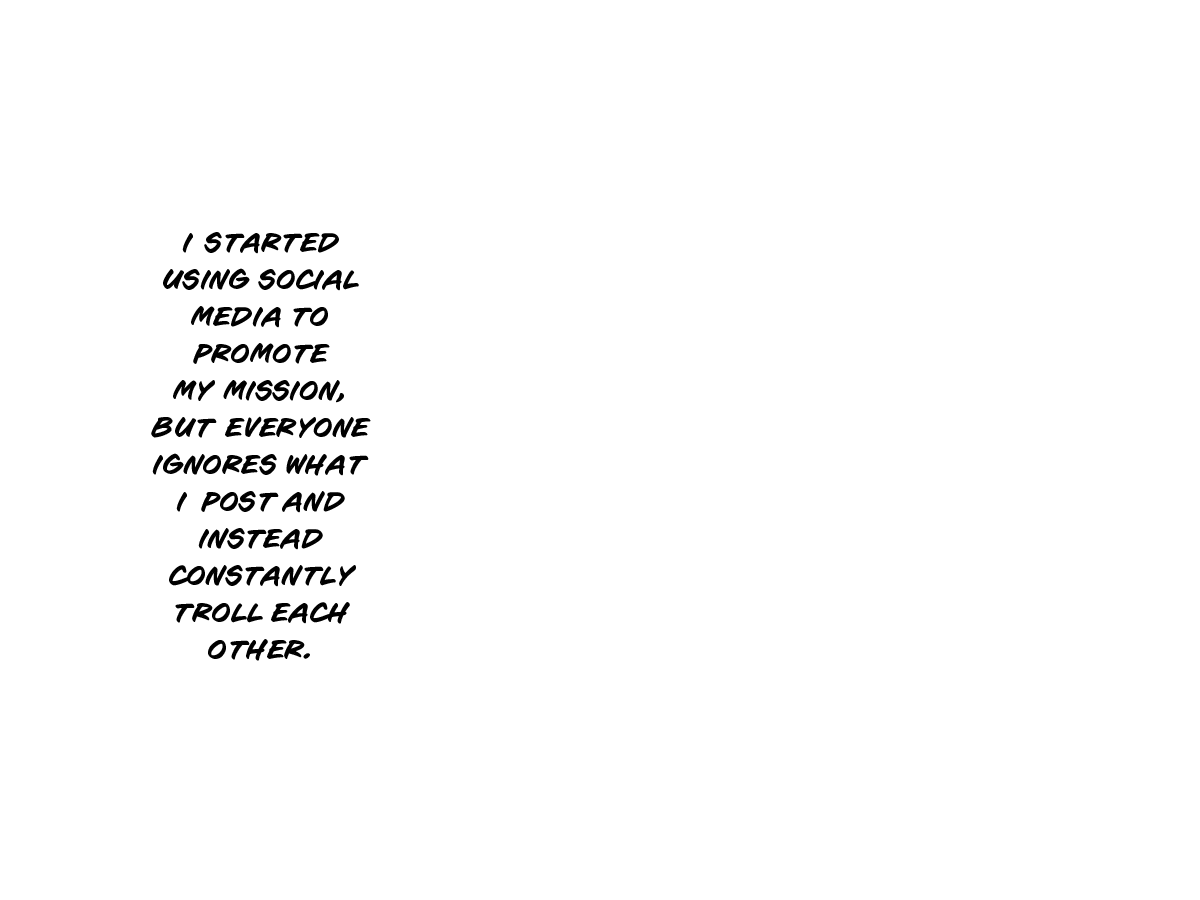 I STARTED
USING SOCIAL
MEDIA TO
PROMOTE
MY MISSION,
BUT EVERYONE
IGNORES WHAT
I POST AND
INSTEAD
CONSTANTLY
TROLL EACH
OTHER.